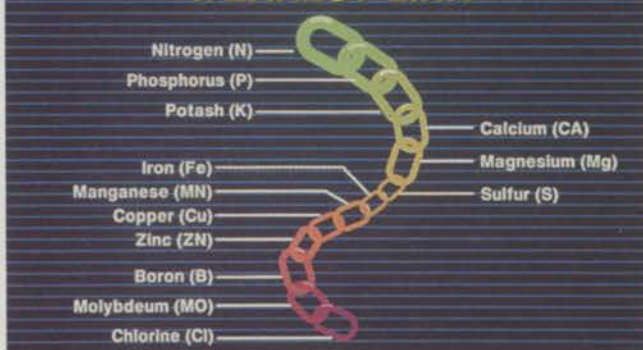 Nitrogen (N)
Phosphorus (P)
Potash (K)
Calcium (CA)
Magnesium (Mg)
Iron (Fe)
Manganese (MN)
Sulfur (S)
Copper (Cu)
Zinc (ZN)
Boron (B)
Molybdeum (MO)
Chlorine (Cl)